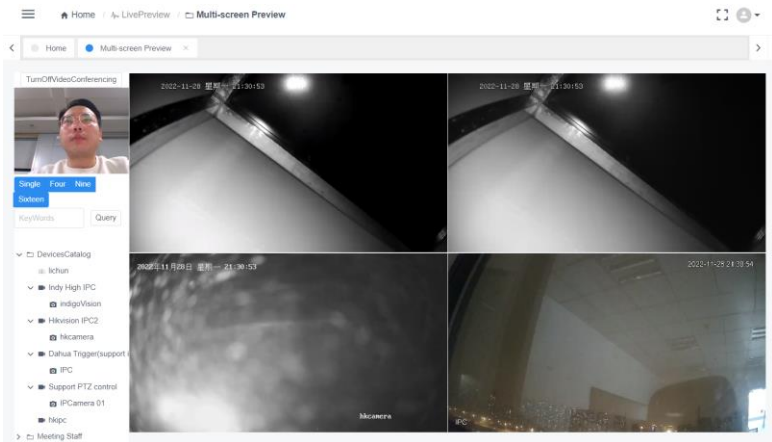 Home / LivePreview / Multi-screen Preview
Home Multi-screen Preview ×
TurnOffVideoConferencing
Single Four Nine
Sixteen
KeyWords Query
DevicesCatalog
lichun
Indy High IPC
indigoVision
Hikvision IPC2
hkcamera
Dahua Trigger(support i
IPC
Support PTZ control
IPCamera 01
hkipc
Meeting Staff
2022-11-28 星期一 21:30:53
2022-11-28 星期一 21:30:53
2022年11月28日 星期一 21:30:53
hkcamera
2022-11-28 21:30:54
IPC